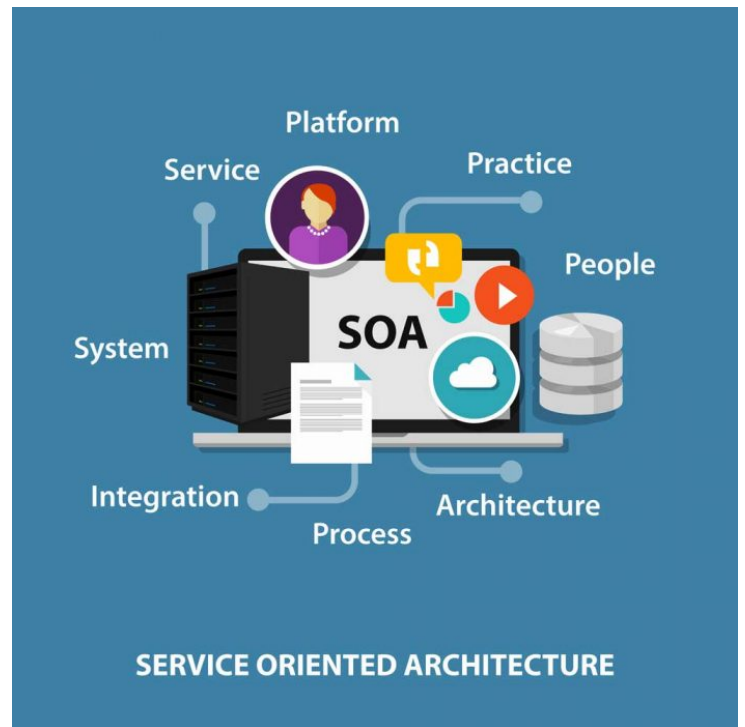 Platform
Service
Practice
People
System
SOA
Integration
Architecture
Process
SERVICE ORIENTED ARCHITECTURE